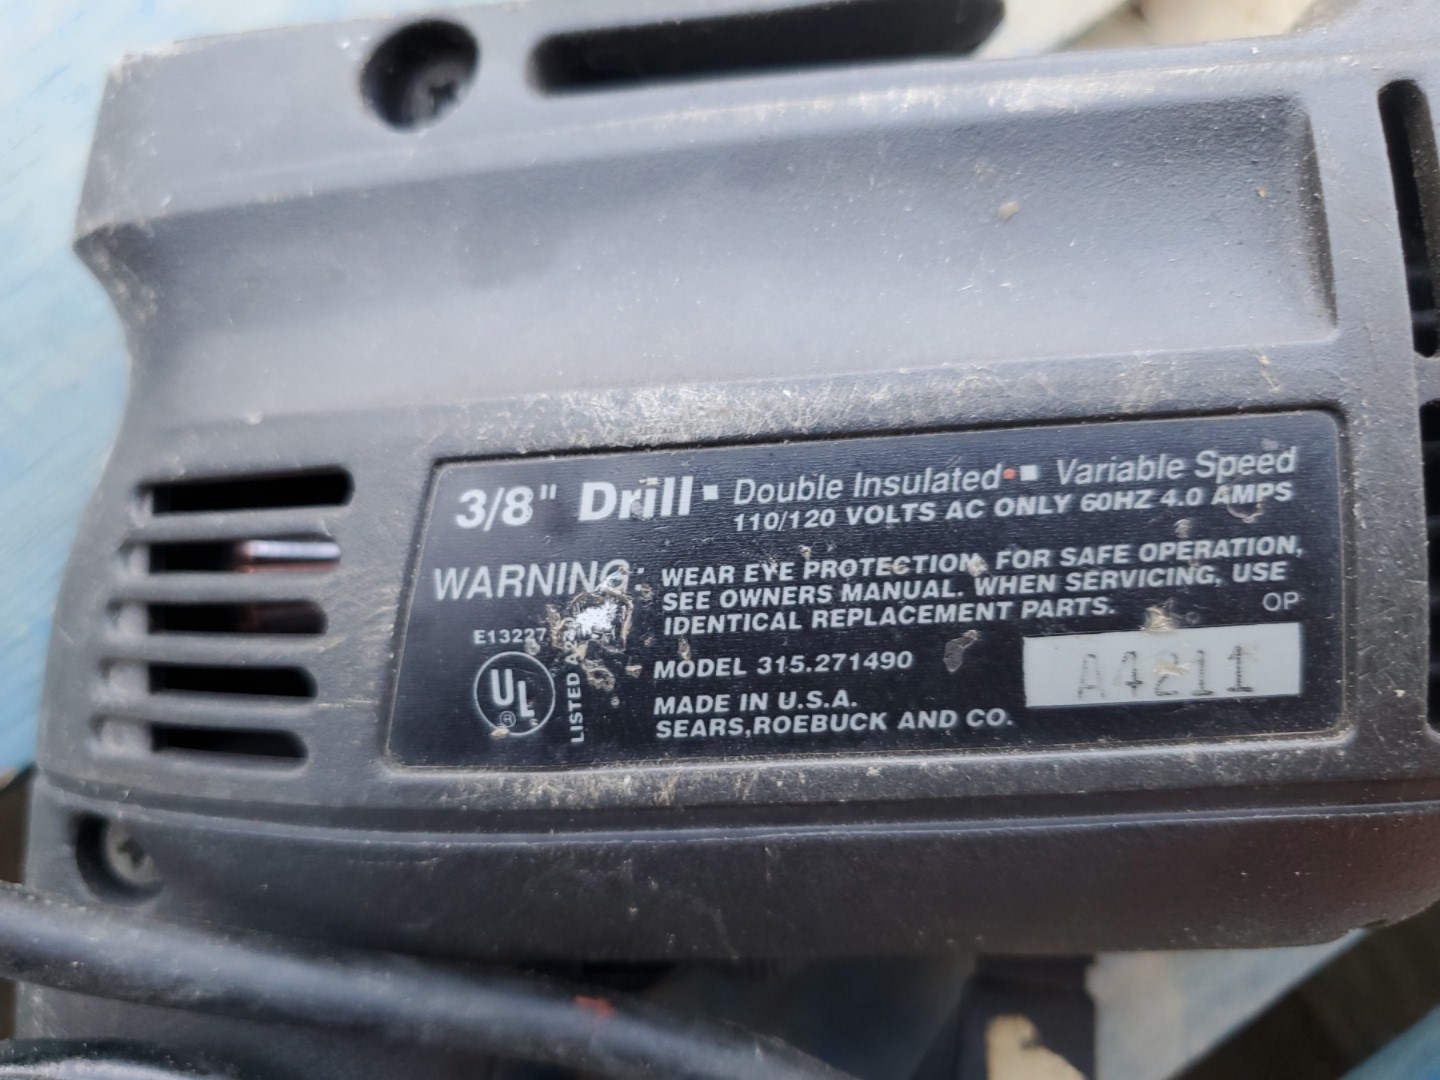 3/8" Drill ▪ Double Insulated ▪ Variable Speed
110/120 VOLTS AC ONLY 60HZ 4.0 AMPS
WARNING: WEAR EYE PROTECTION. FOR SAFE OPERATION,
SEE OWNERS MANUAL. WHEN SERVICING, USE
IDENTICAL REPLACEMENT PARTS.
OP
E13227
UL
®
LISTED
MODEL 315.271490
A4211
MADE IN U.S.A.
SEARS,ROEBUCK AND CO.